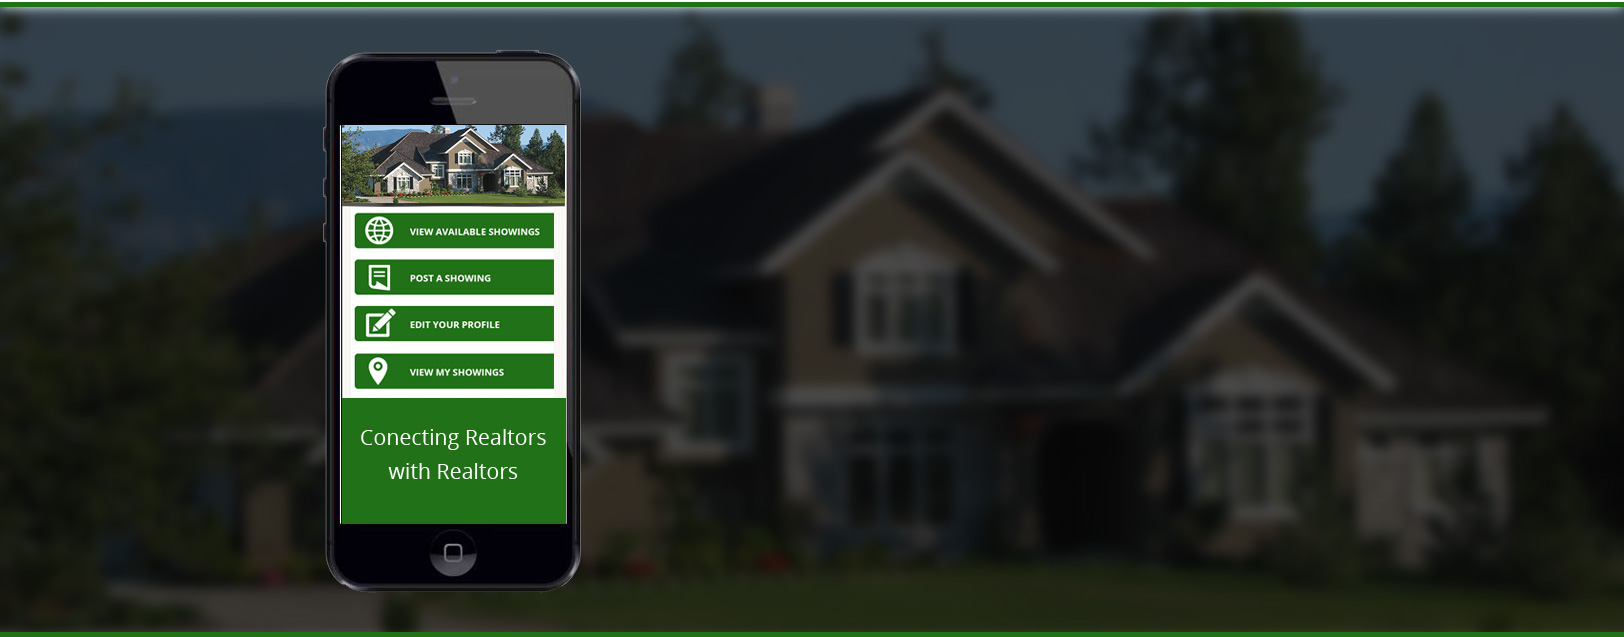 VIEW AVAILABLE SHOWINGS
POST A SHOWING
EDIT YOUR PROFILE
VIEW MY SHOWINGS
Conecting Realtors
with Realtors